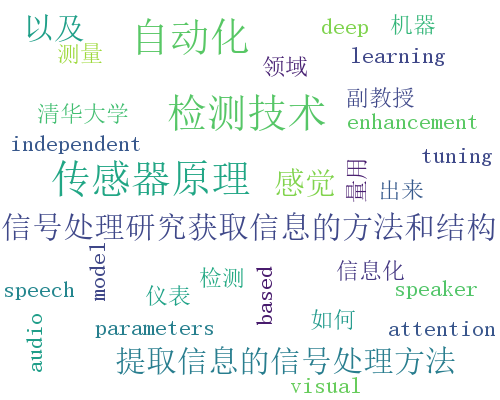 以及
自动化
deep
机器
测量
领域
learning
清华大学
检测技术
副教授
enhancement
independent
tuning
传感器原理
感觉
量用
出来
信号处理研究获取信息的方法和结构
model
检测
信息化
speech
仪表
based
speaker
audio
parameters
如何
attention
提取信息的信号处理方法
visual